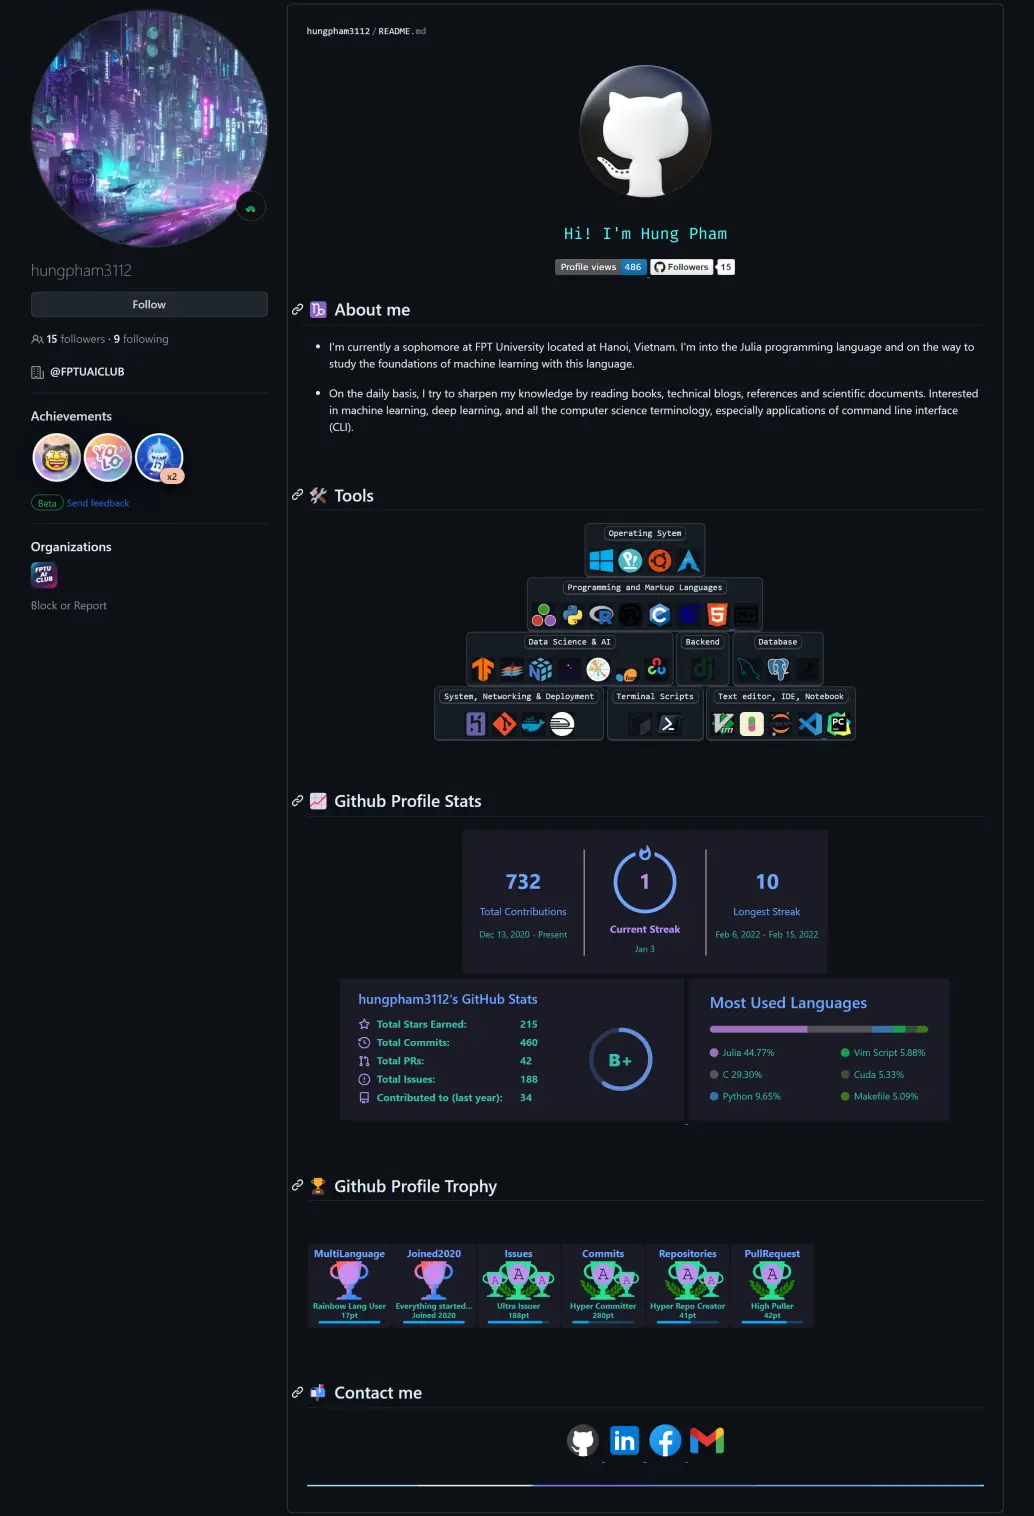 hungpham3112
Follow
15 followers · 9 following
@FPTUAICLUB
Achievements
YOLO
x2
Beta Send feedback
Organizations
FPTU
AI
CLUB
Block or Report
hungpham3112 / README.md
Hi! I'm Hung Pham
Profile views 486 Followers 15
About me
I'm currently a sophomore at FPT University located at Hanoi, Vietnam. I'm into the Julia programming language and on the way to
study the foundations of machine learning with this language.
On the daily basis, I try to sharpen my knowledge by reading books, technical blogs, references and scientific documents. Interested
in machine learning, deep learning, and all the computer science terminology, especially applications of command line interface
(CLI).
Tools
Operating Sytem
Programming and Markup Languages
Data Science & AI Backend Database
dj
System, Networking & Deployment Terminal Scripts Text editor, IDE, Notebook
PC
Github Profile Stats
732 1 10
Total Contributions Current Streak Longest Streak
Dec 13, 2020 - Present Jan 3 Feb 6, 2022 - Feb 15, 2022
hungpham3112's GitHub Stats
Total Stars Earned: 215
Total Commits: 460
Total PRs: 42
Total Issues: 188
Contributed to (last year): 34
B+
Most Used Languages
Julia 44.77% Vim Script 5.88%
C 29.30% Cuda 5.33%
Python 9.65% Makefile 5.09%
Github Profile Trophy
MultiLanguage Joined2020 Issues Commits Repositories PullRequest
A A A A A A A A
Rainbow Lang User Everything started... Ultra Issuer Hyper Committer Hyper Repo Creator High Puller
17pt Joined 2020 188pt 280pt 41pt 42pt
Contact me
in